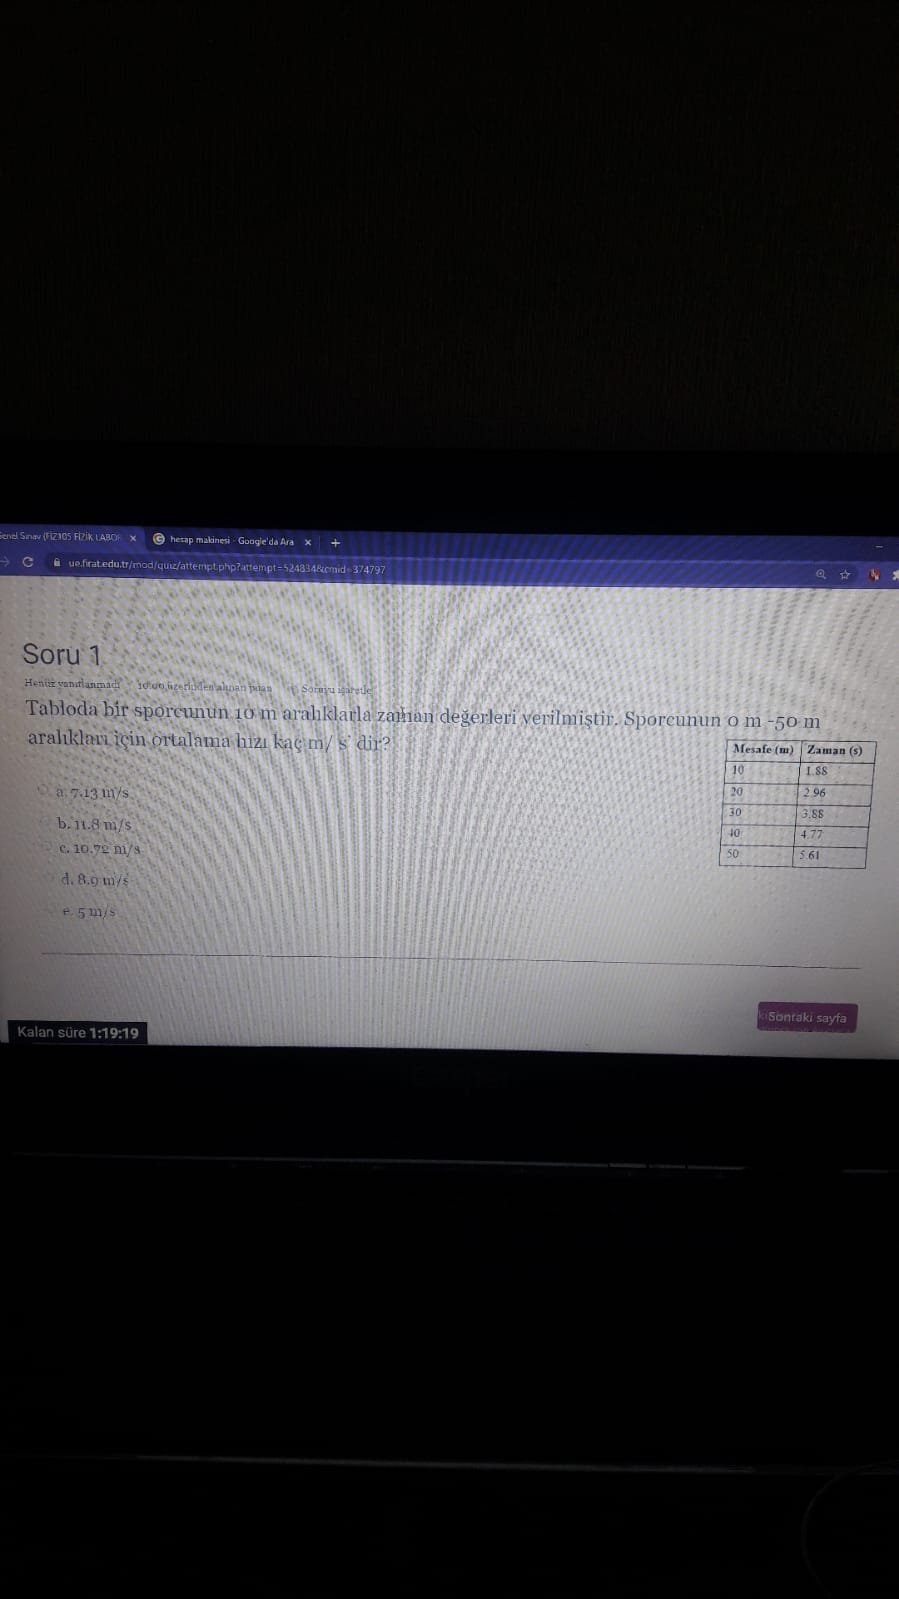 Genel Sınav (FİZ105 FİZİK LABOR
hesap makinesi - Google'da Ara
ue.firat.edu.tr/mod/quiz/attempt.php?attempt=524834&cmid=374797
Soru 1
Henüz yanıtlanmadı 10.00 üzerinden alınan puan Soruyu işaretle
Tabloda bir sporcunun 10 m aralıklarla zaman değerleri verilmiştir. Sporcunun 0 m -50 m
aralıkları için ortalama hızı kaç m/ s' dir?
a. 7.13 m/s
b. 11.8 m/s
c. 10.72 m/s
d. 8.9 m/s
e. 5 m/s
Mesafe (m) Zaman (s)
10 1.88
20 2.96
30 3.88
40 4.77
50 5.61
Sonraki sayfa
Kalan süre 1:19:19